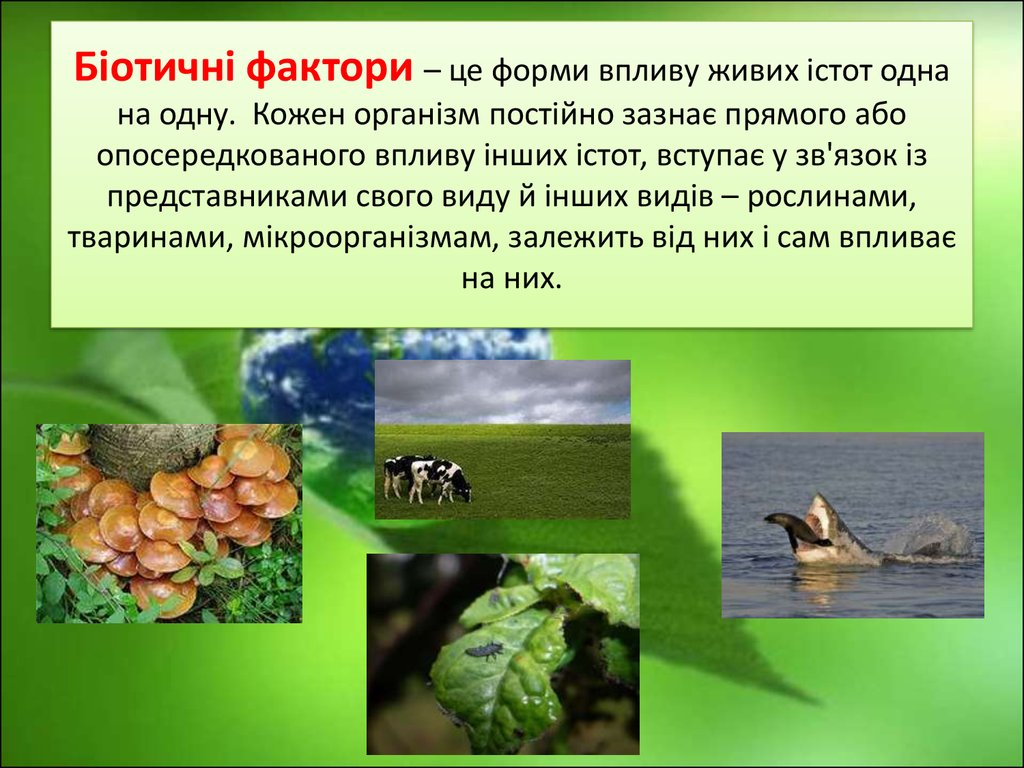 Біотичні фактори – це форми впливу живих істот одна
на одну. Кожен організм постійно зазнає прямого або
опосередкованого впливу інших істот, вступає у зв'язок із
представниками свого виду й інших видів – рослинами,
тваринами, мікроорганізмам, залежить від них і сам впливає
на них.